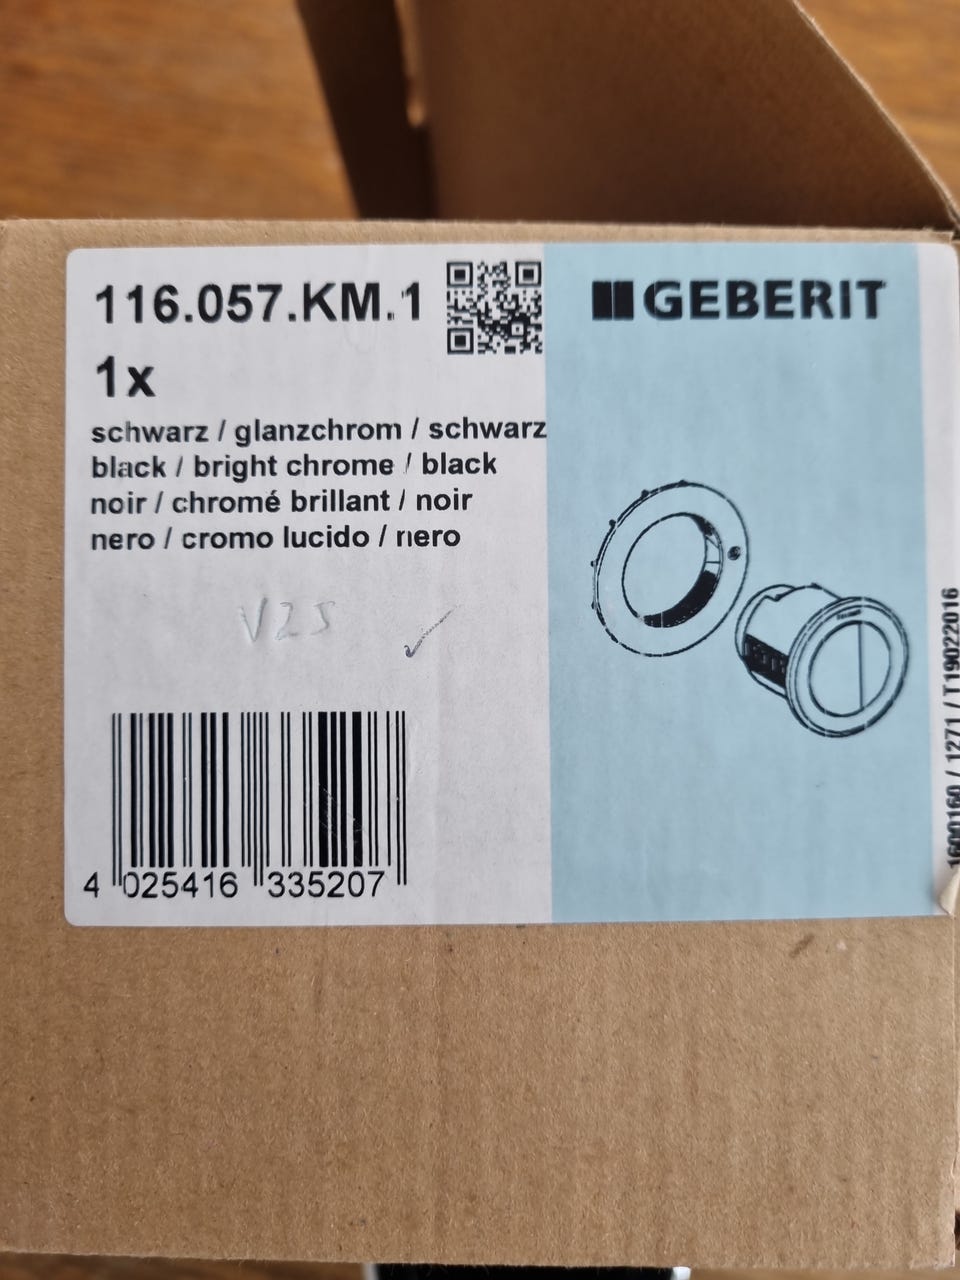 116.057.KM.1
GEBERIT
1x
schwarz / glanzchrom / schwarz
black / bright chrome / black
noir / chromé brillant / noir
nero / cromo lucido / nero
V25
4 025416 335207
1600160 / 1271 / T19022016